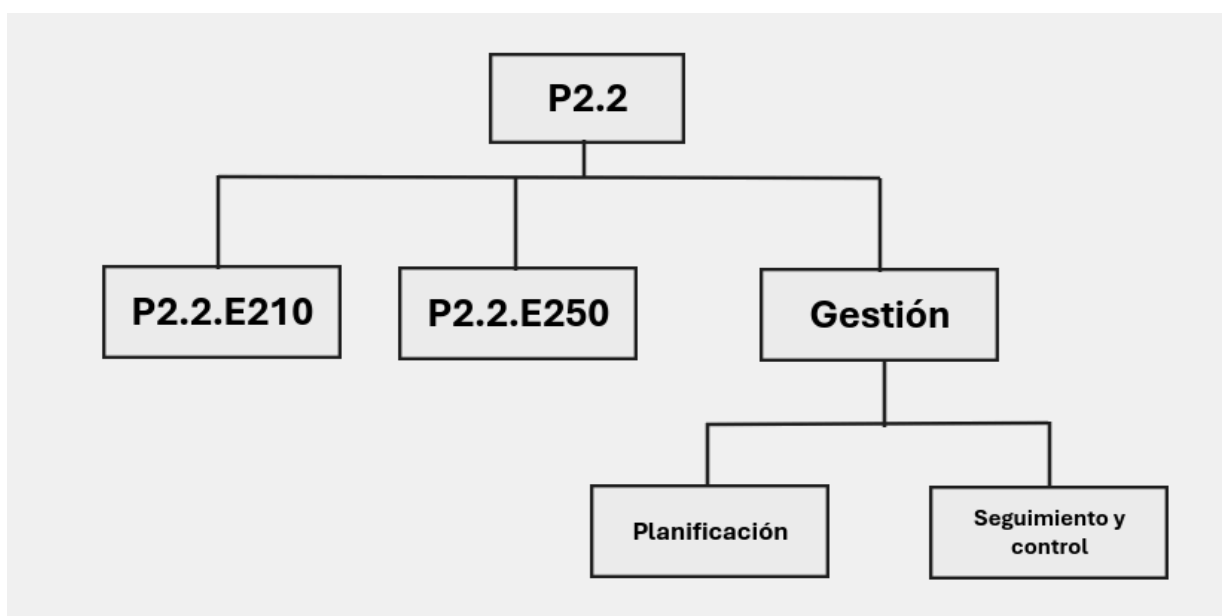 P2.2
P2.2.E210
P2.2.E250
Gestión
Planificación
Seguimiento y
control